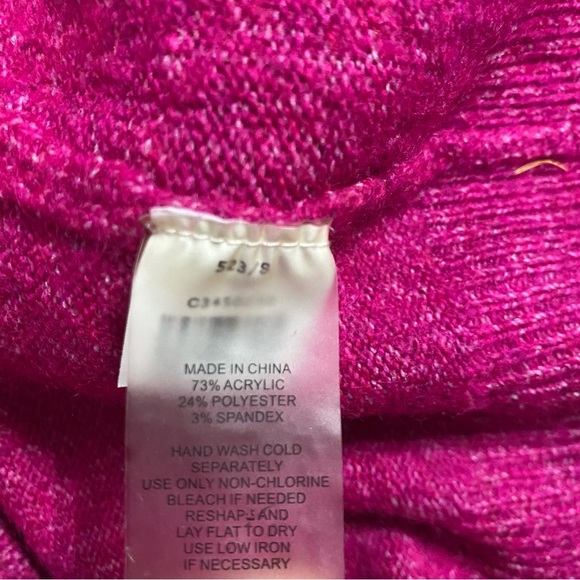 523/9
MADE IN CHINA
73% ACRYLIC
24% POLYESTER
3% SPANDEX
HAND WASH COLD
SEPARATELY
USE ONLY NON-CHLORINE
BLEACH IF NEEDED
RESHAPE AND
LAY FLAT TO DRY
USE LOW IRON
IF NECESSARY